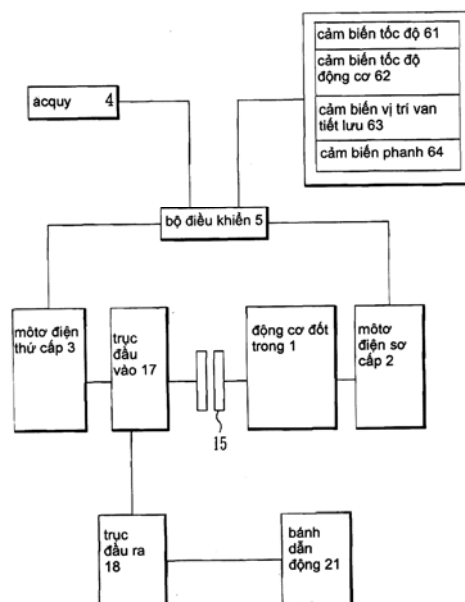 cảm biến tốc độ 61
cảm biến tốc độ
động cơ 62
cảm biến vị trí van
tiết lưu 63
cảm biến phanh 64
acquy 4
bộ điều khiển 5
môtơ điện
thứ cấp 3
trục
đầu
vào 17
động cơ đốt
trong 1
môtơ
điện sơ
cấp 2
15
trục
đầu ra
18
bánh
dẫn
động 21